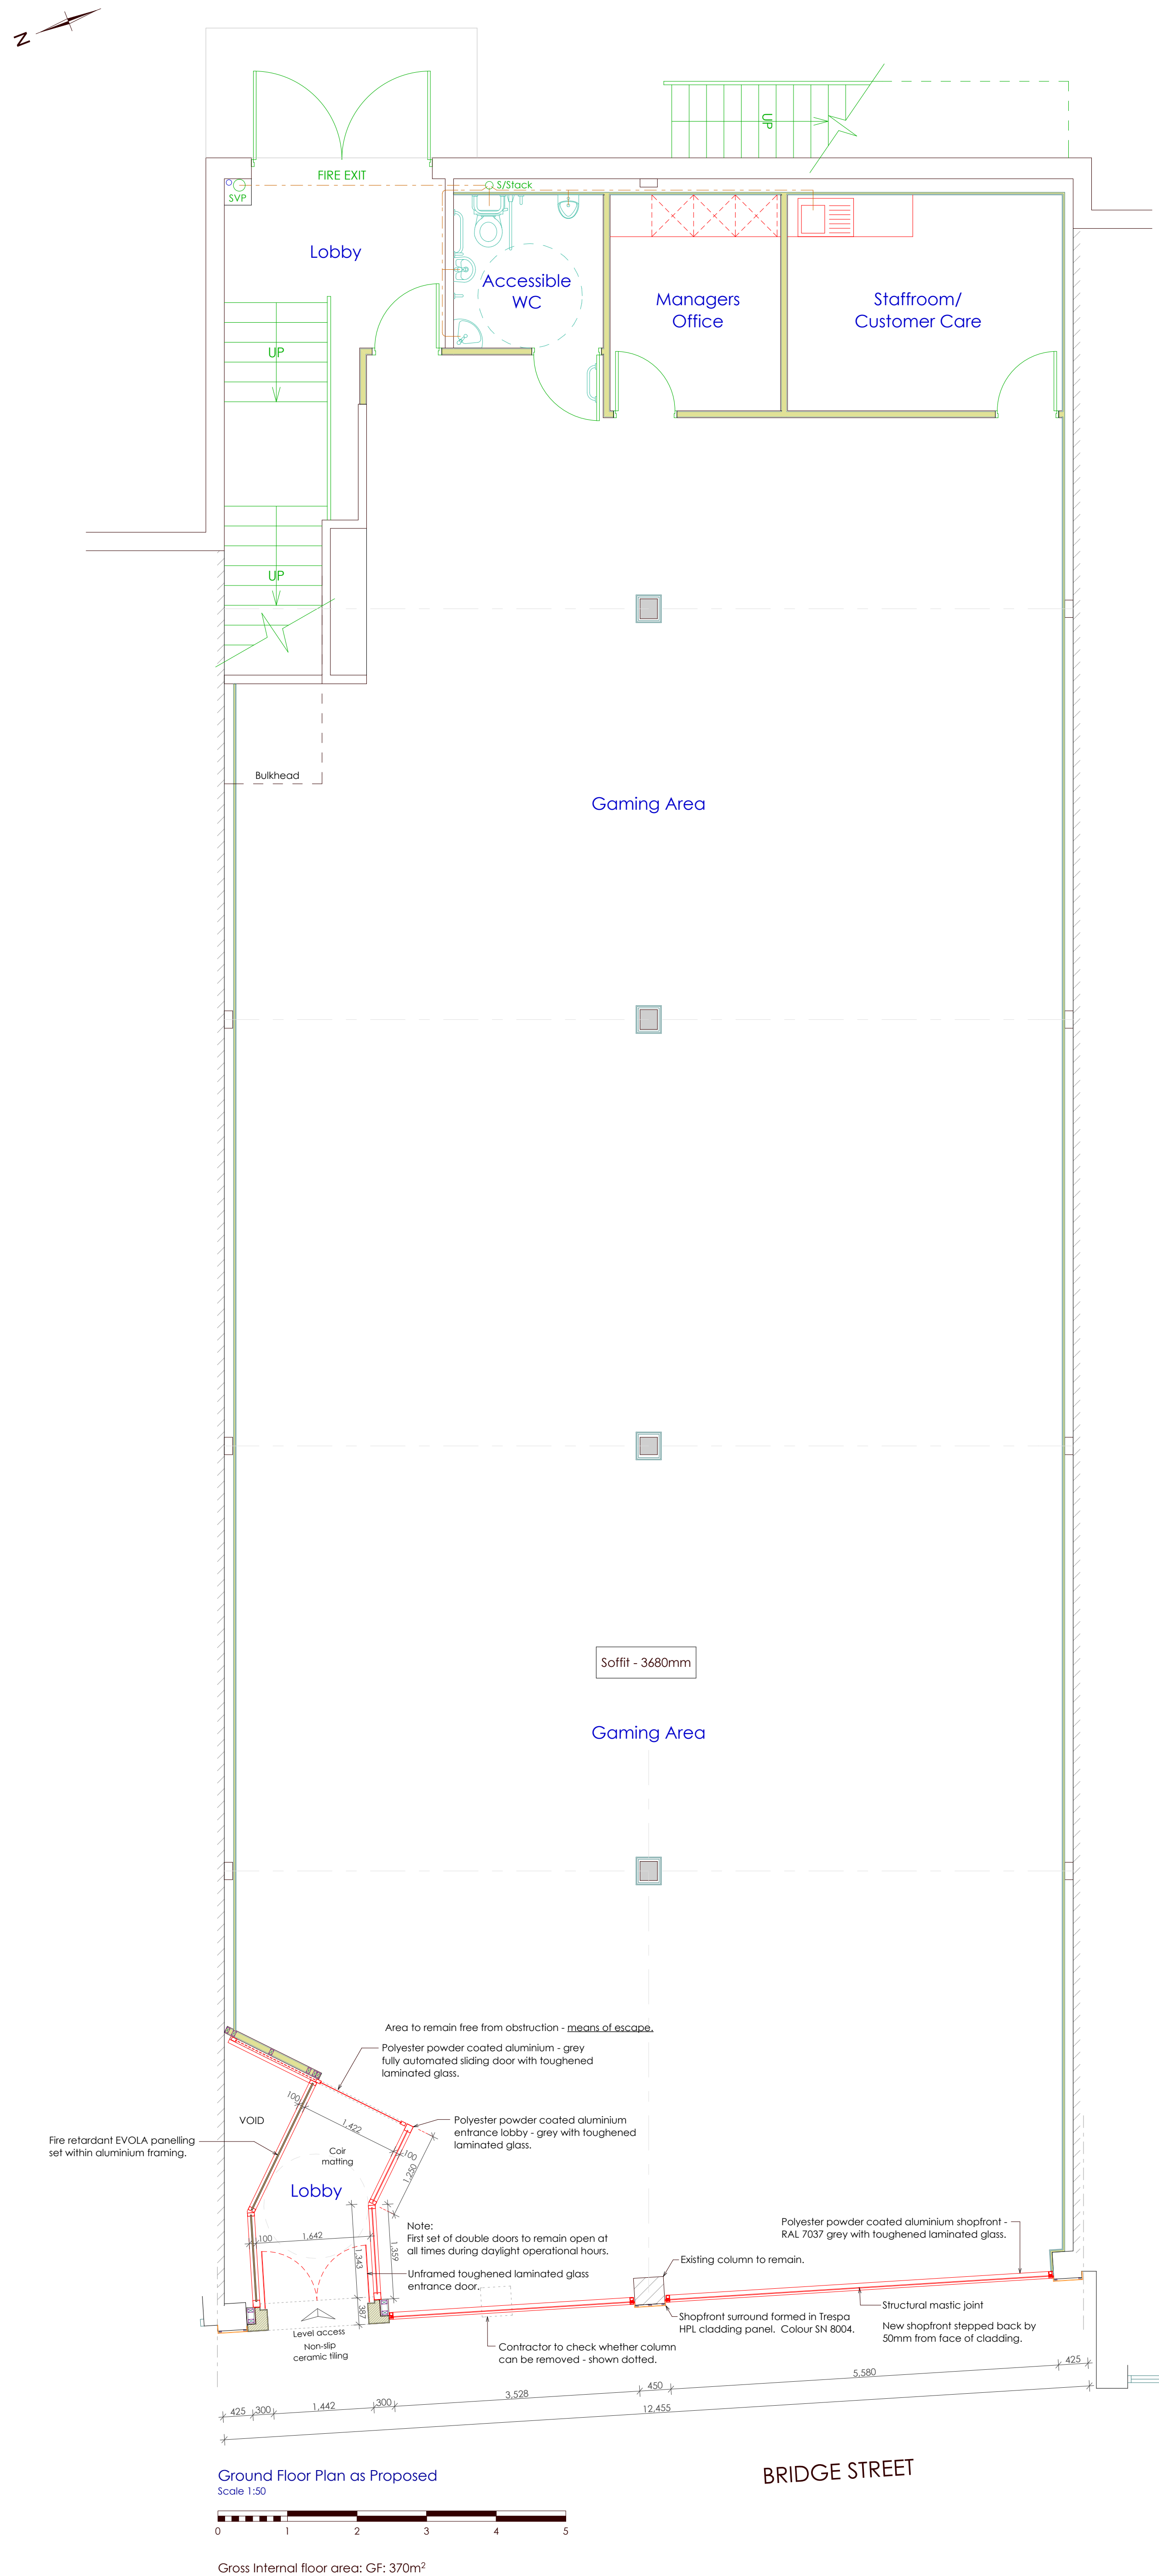 N
FIRE EXIT
SVP
S/Stack
UP
Lobby
Accessible
WC
Managers
Office
Staffroom/
Customer Care
UP
UP
Bulkhead
Gaming Area
Soffit - 3680mm
Gaming Area
Area to remain free from obstruction - means of escape.
Polyester powder coated aluminium - grey
fully automated sliding door with toughened
laminated glass.
VOID
Fire retardant EVOLA panelling
set within aluminium framing.
100
1,422
Coir
matting
100
1,250
Polyester powder coated aluminium
entrance lobby - grey with toughened
laminated glass.
Lobby
100
1,642
1,343
1,359
387
Note:
First set of double doors to remain open at
all times during daylight operational hours.
Unframed toughened laminated glass
entrance door.
Polyester powder coated aluminium shopfront -
RAL 7037 grey with toughened laminated glass.
Existing column to remain.
Structural mastic joint
Shopfront surround formed in Trespa
HPL cladding panel.  Colour SN 8004.
New shopfront stepped back by
50mm from face of cladding.
Level access
Non-slip
ceramic tiling
Contractor to check whether column
can be removed - shown dotted.
425
300
1,442
300
3,528
450
5,580
425
12,455
BRIDGE STREET
Ground Floor Plan as Proposed
Scale 1:50
0 1 2 3 4 5
Gross Internal floor area: GF: 370m²